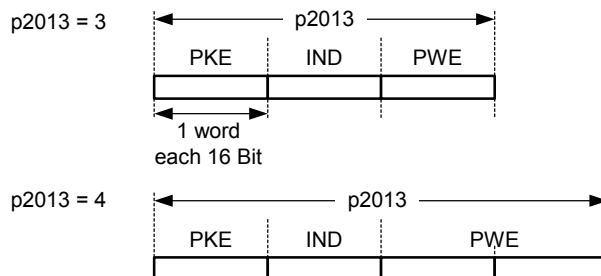 p2013 = 3
p2013
PKE IND PWE
1 word
each 16 Bit
p2013 = 4
p2013
PKE IND PWE